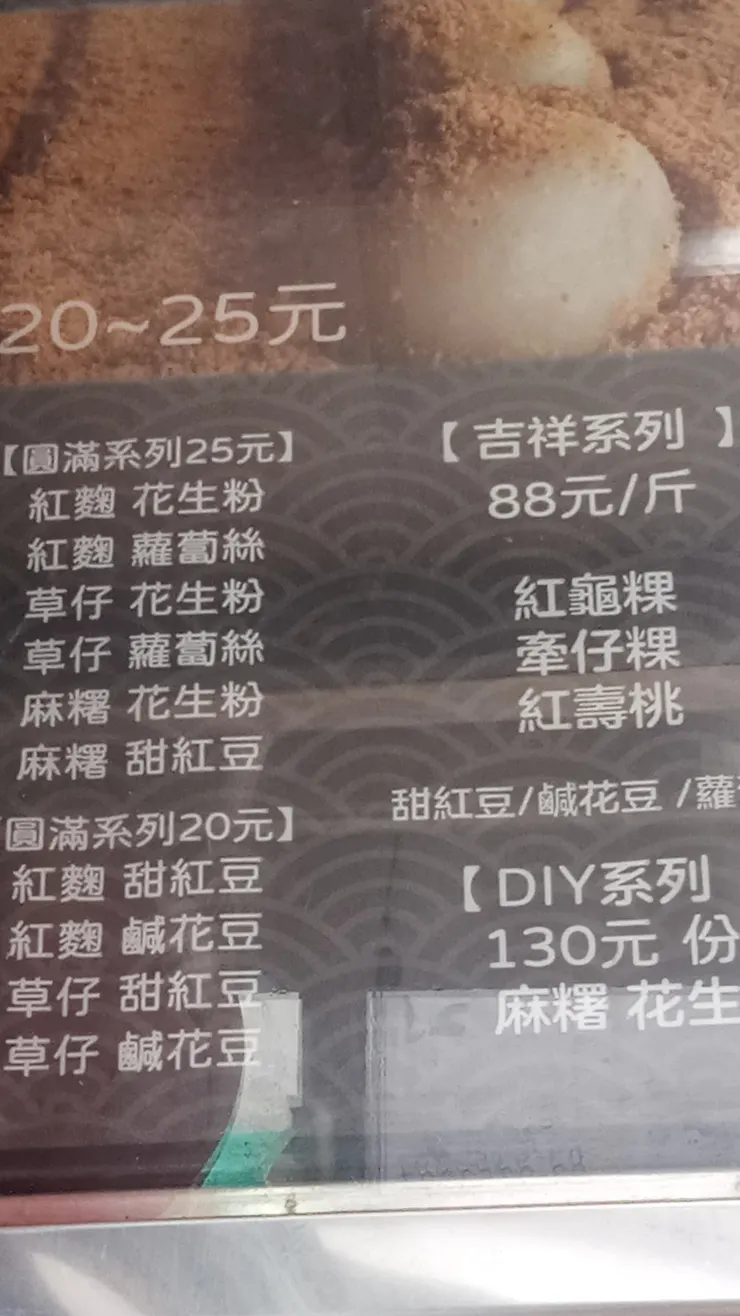 20~25元
【圓滿系列25元】
紅麴 花生粉
紅麴 蘿蔔絲
草仔 花生粉
草仔 蘿蔔絲
麻糬 花生粉
麻糬 甜紅豆
圓滿系列20元】
紅麴 甜紅豆
紅麴 鹹花豆
草仔 甜紅豆
草仔 鹹花豆
【 吉祥系列 】
88元/斤
紅龜粿
牽仔粿
紅壽桃
甜紅豆/鹹花豆 /蘿
【 DIY系列
130元 份
麻糬 花生